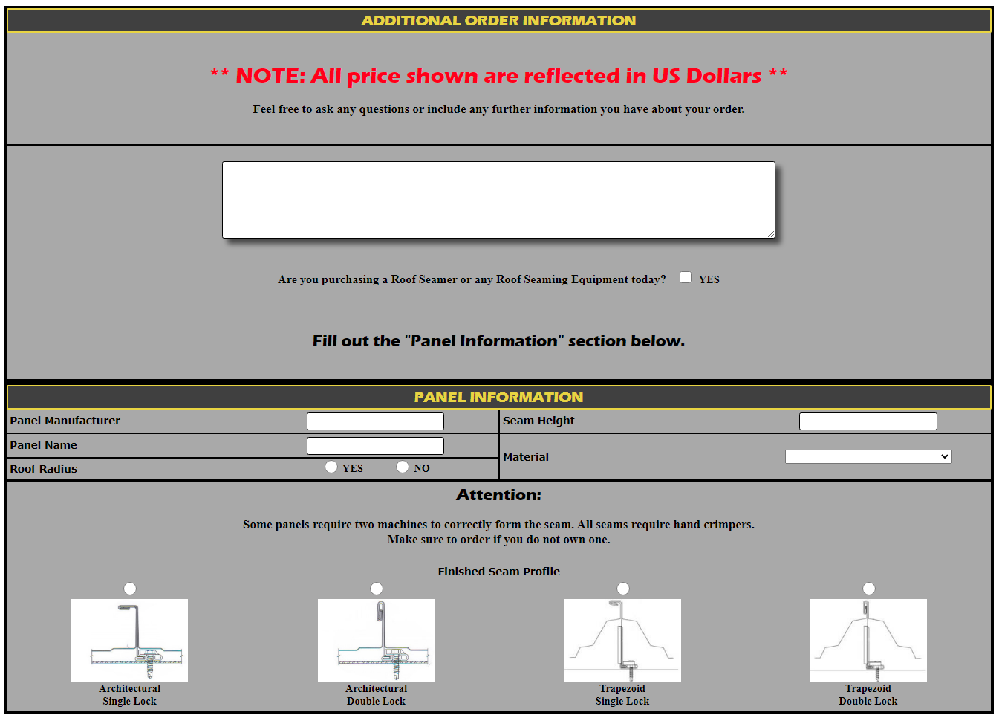 ADDITIONAL ORDER INFORMATION
** NOTE: All price shown are reflected in US Dollars **
Feel free to ask any questions or include any further information you have about your order.
Are you purchasing a Roof Seamer or any Roof Seaming Equipment today? YES
Fill out the "Panel Information" section below.
PANEL INFORMATION
Panel Manufacturer
Seam Height
Panel Name
Material
Roof Radius YES NO
Attention:
Some panels require two machines to correctly form the seam. All seams require hand crimpers.
Make sure to order if you do not own one.
Finished Seam Profile
Architectural
Single Lock
Architectural
Double Lock
Trapezoid
Single Lock
Trapezoid
Double Lock